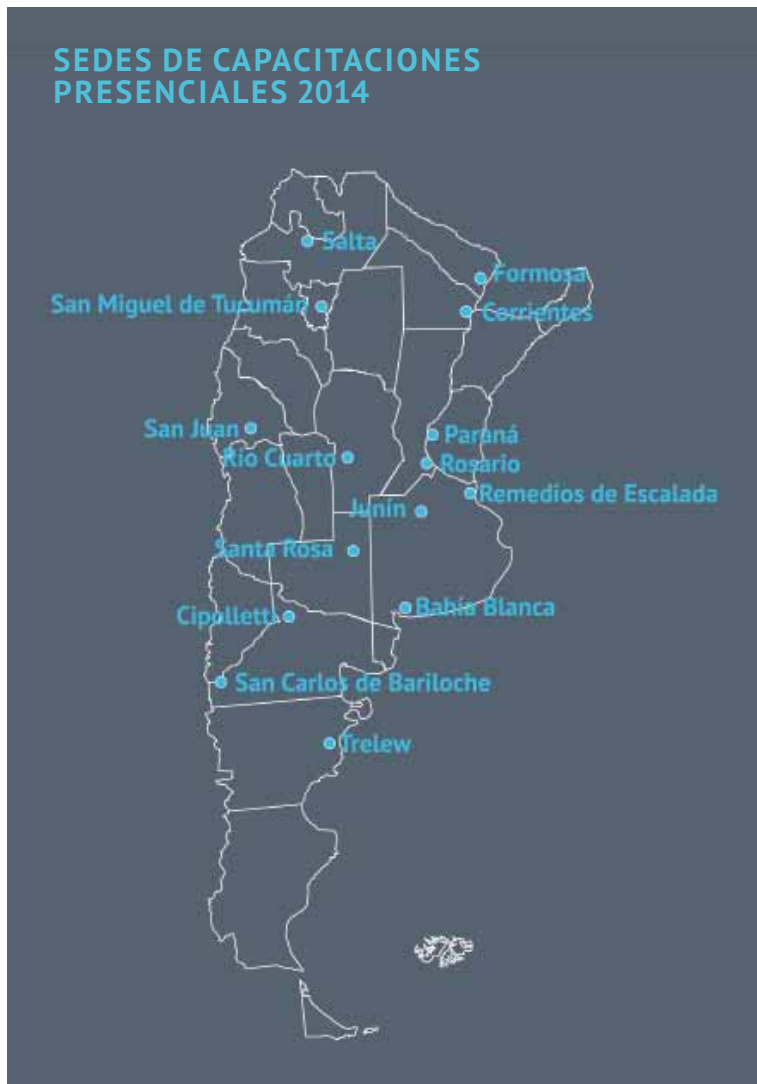 SEDES DE CAPACITACIONES
PRESENCIALES 2014
Salta
Formosa
San Miguel de Tucumán
Corrientes
San Juan
Paraná
Río Cuarto
Rosario
Remedios de Escalada
Junín
Santa Rosa
Bahía Blanca
Cipolletti
San Carlos de Bariloche
Trelew